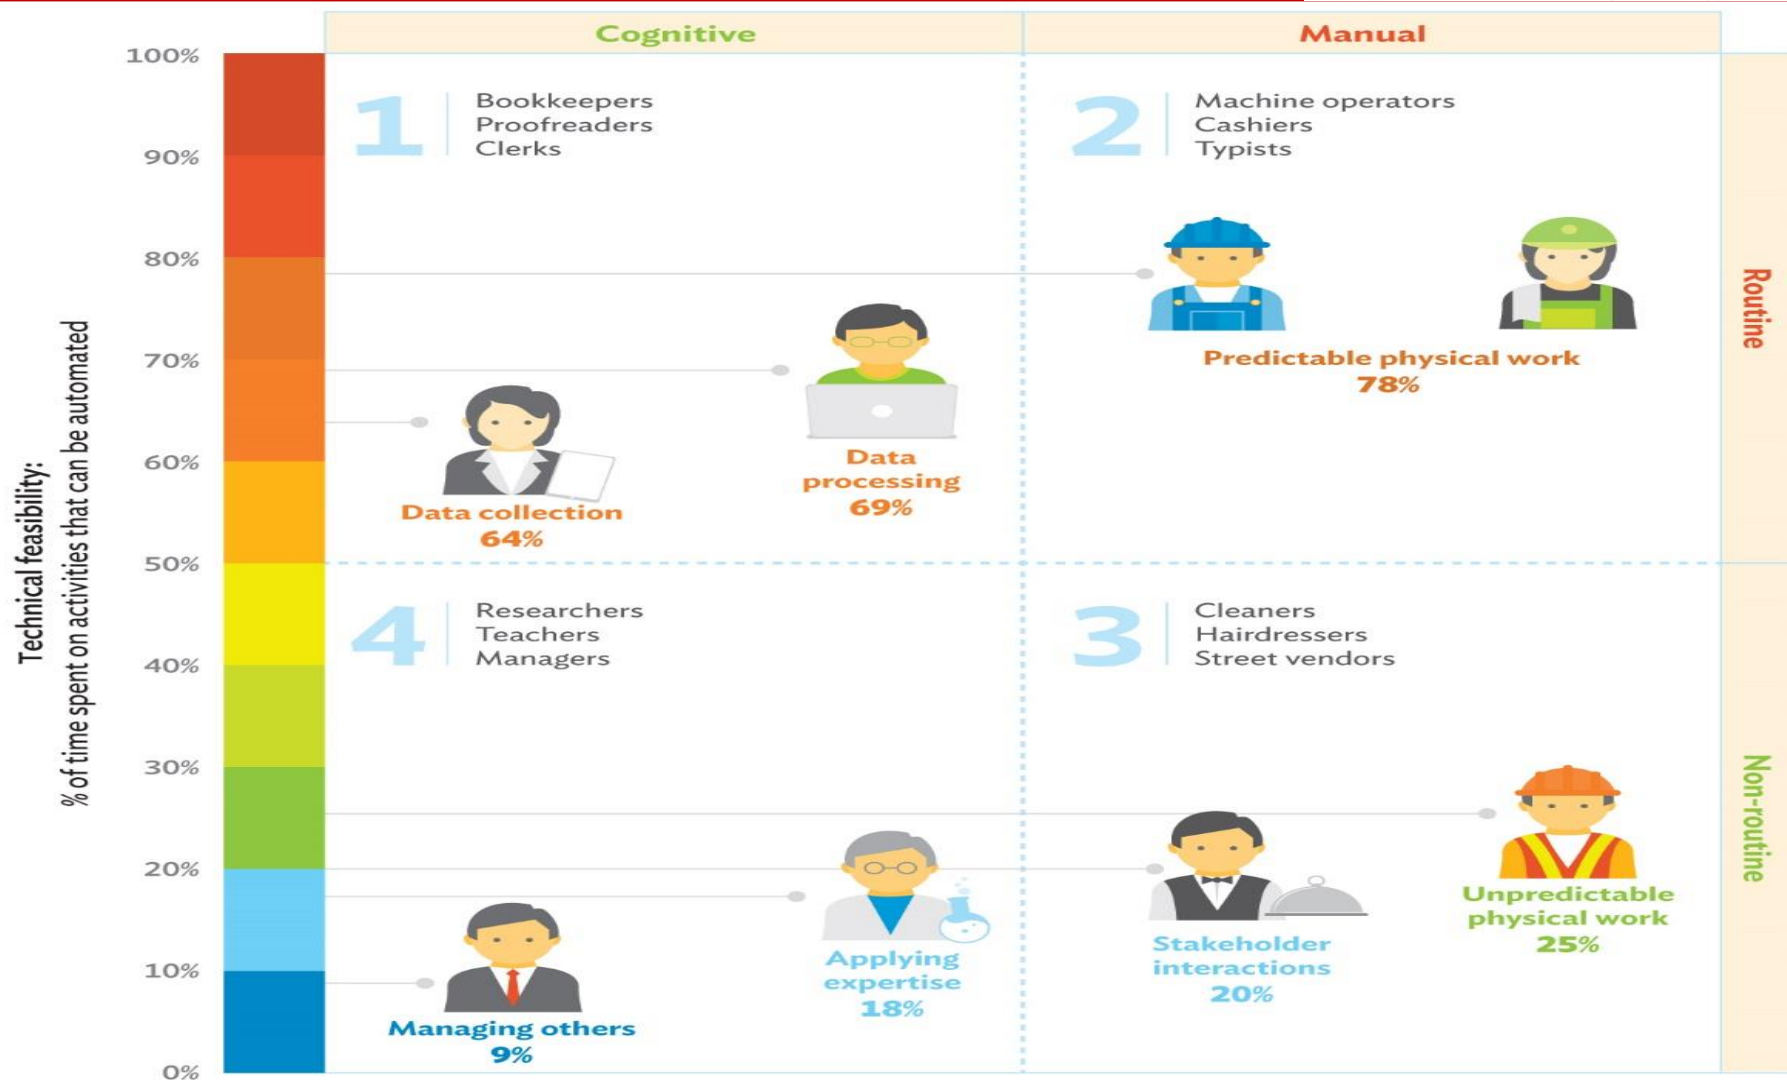 Cognitive
Manual
Technical feasibility:
% of time spent on activities that can be automated
100%
90%
80%
70%
60%
50%
40%
30%
20%
10%
0%
1
Bookkeepers
Proofreaders
Clerks
Data collection
64%
Data
processing
69%
2
Machine operators
Cashiers
Typists
Predictable physical work
78%
Routine
4
Researchers
Teachers
Managers
Managing others
9%
Applying
expertise
18%
3
Cleaners
Hairdressers
Street vendors
Stakeholder
interactions
20%
Unpredictable
physical work
25%
Non-routine